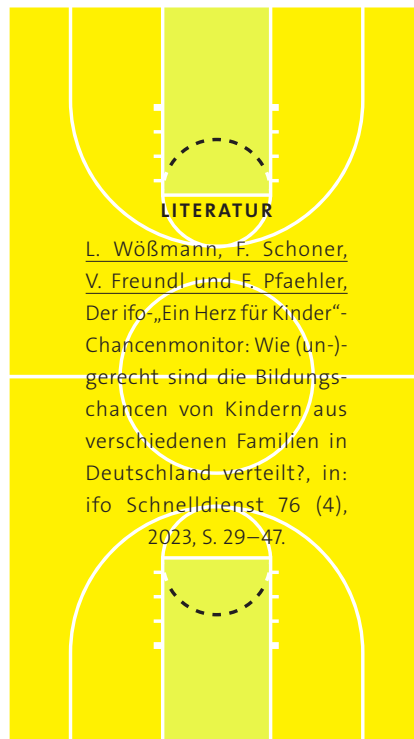 LITERATUR
L. Wößmann, F. Schoner,
V. Freundl und F. Pfaehler,
Der ifo-„Ein Herz für Kinder“-
Chancenmonitor: Wie (un-)-
gerecht sind die Bildungs-
chancen von Kindern aus
verschiedenen Familien in
Deutschland verteilt?, in:
ifo Schnelldienst 76 (4),
2023, S. 29–47.